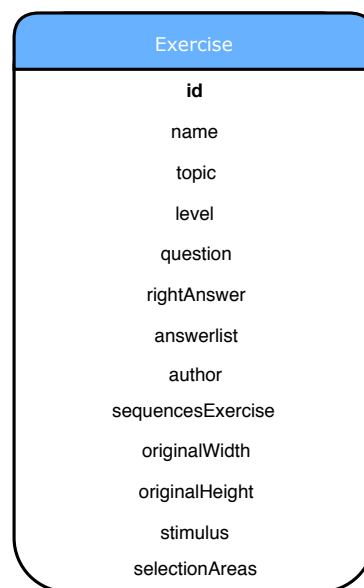 Exercise
id
name
topic
level
question
rightAnswer
answerlist
author
sequencesExercise
originalWidth
originalHeight
stimulus
selectionAreas